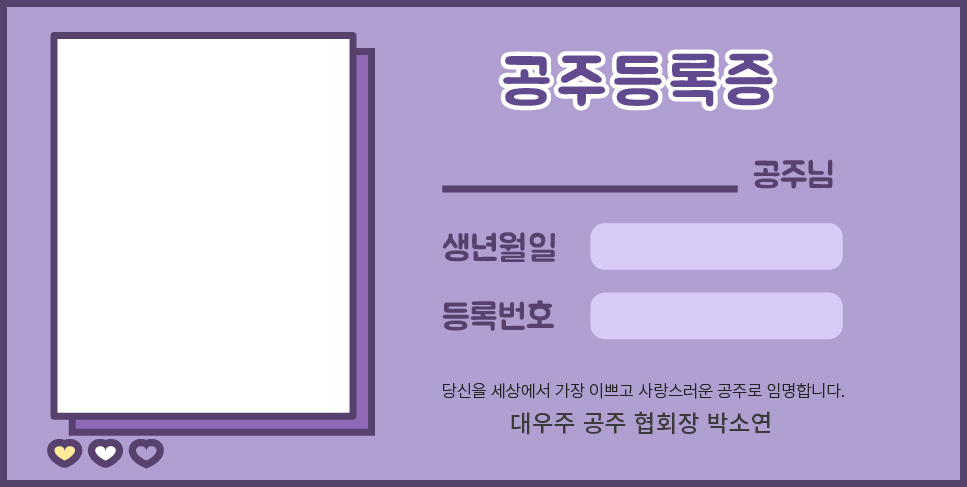 공주등록증
공주님
생년월일
등록번호
당신을 세상에서 가장 이쁘고 사랑스러운 공주로 임명합니다.
대우주 공주 협회장 박소연